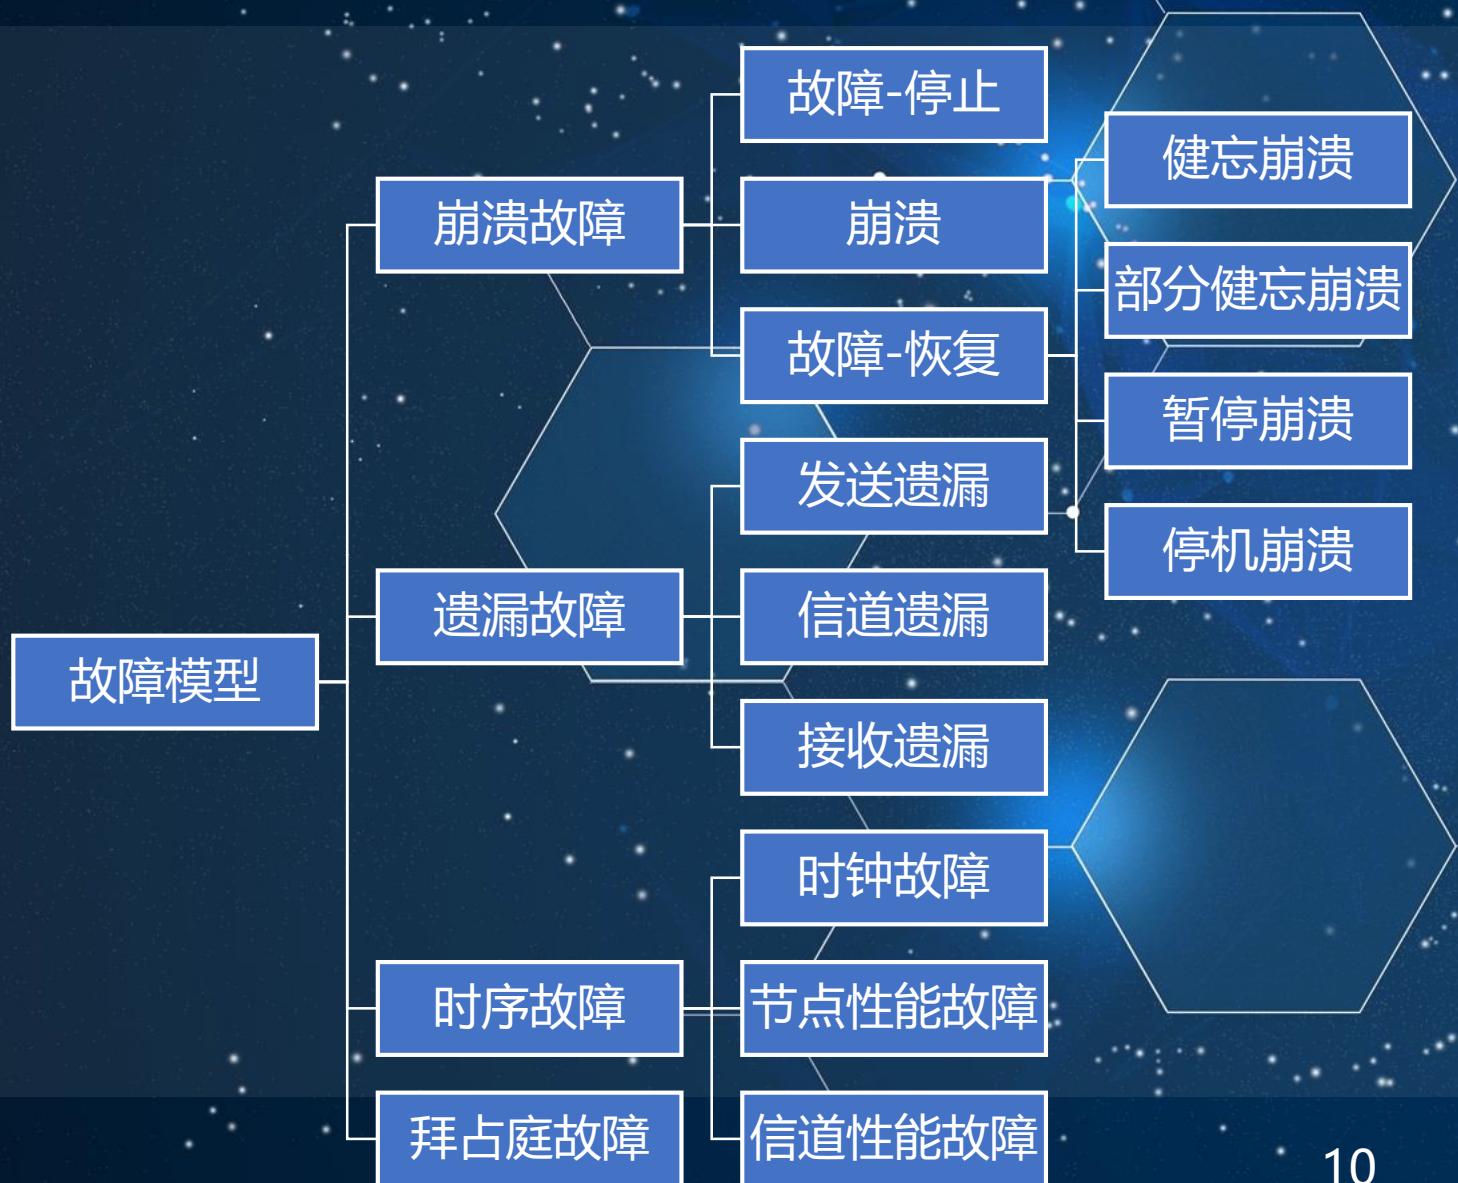 故障模型
崩溃故障
故障-停止
崩溃
故障-恢复
健忘崩溃
部分健忘崩溃
暂停崩溃
停机崩溃
遗漏故障
发送遗漏
信道遗漏
接收遗漏
时序故障
时钟故障
节点性能故障
信道性能故障
拜占庭故障
10